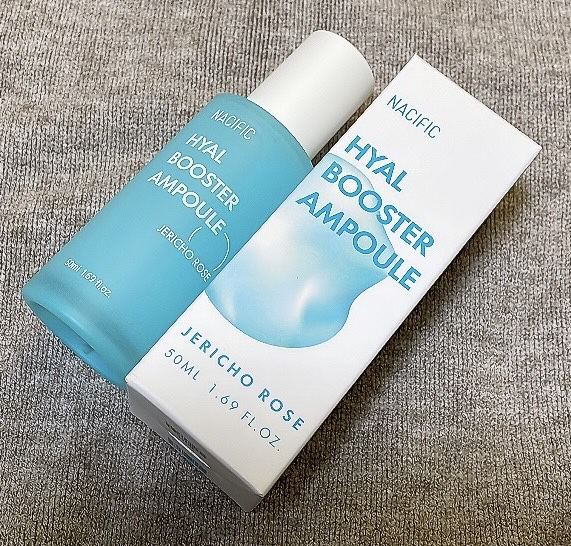 NACIFIC
HYAL
BOOSTER
AMPOULE
JERICHO ROSE
50ml 1.69 fl.oz.
NACIFIC
HYAL
BOOSTER
AMPOULE
JERICHO ROSE
50ML 1.69 FL.OZ.